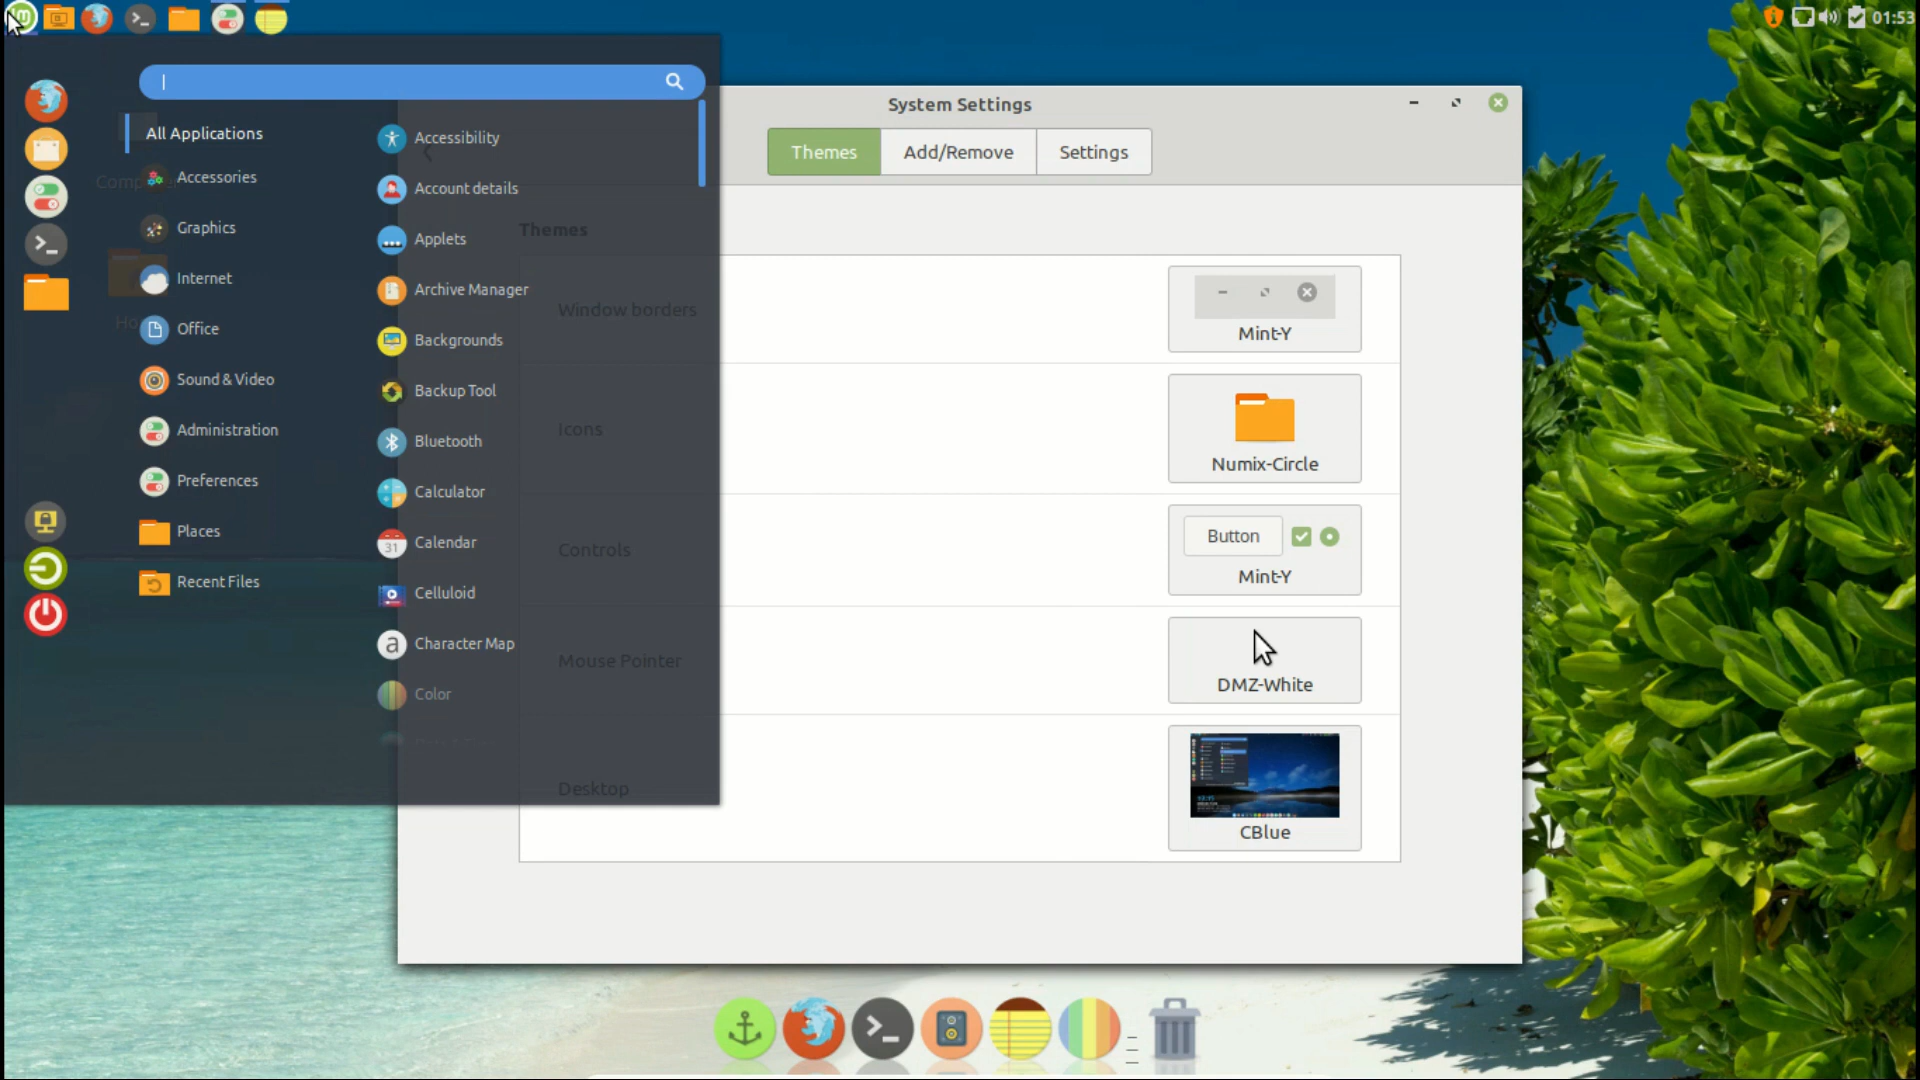 01:53
System Settings
Themes
Add/Remove
Settings
All Applications
Accessories
Graphics
Internet
Office
Sound & Video
Administration
Preferences
Places
Recent Files
Accessibility
Account details
Applets
Archive Manager
Backgrounds
Backup Tool
Bluetooth
Calculator
31
Calendar
Celluloid
a
Character Map
Color
Themes
Window borders
Mint-Y
Icons
Numix-Circle
Controls
Button
Mint-Y
Mouse Pointer
DMZ-White
Desktop
CBlue